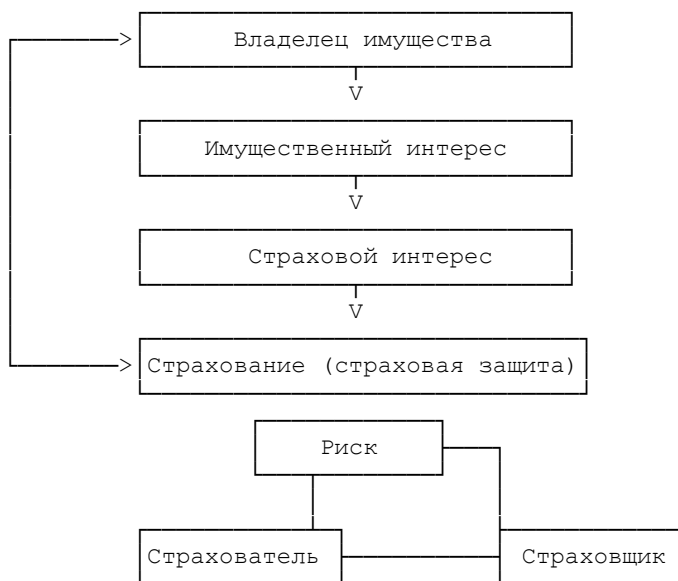 Владелец имущества
V
Имущественный интерес
V
Страховой интерес
V
Страхование (страховая защита)
Риск
Страхователь Страховщик